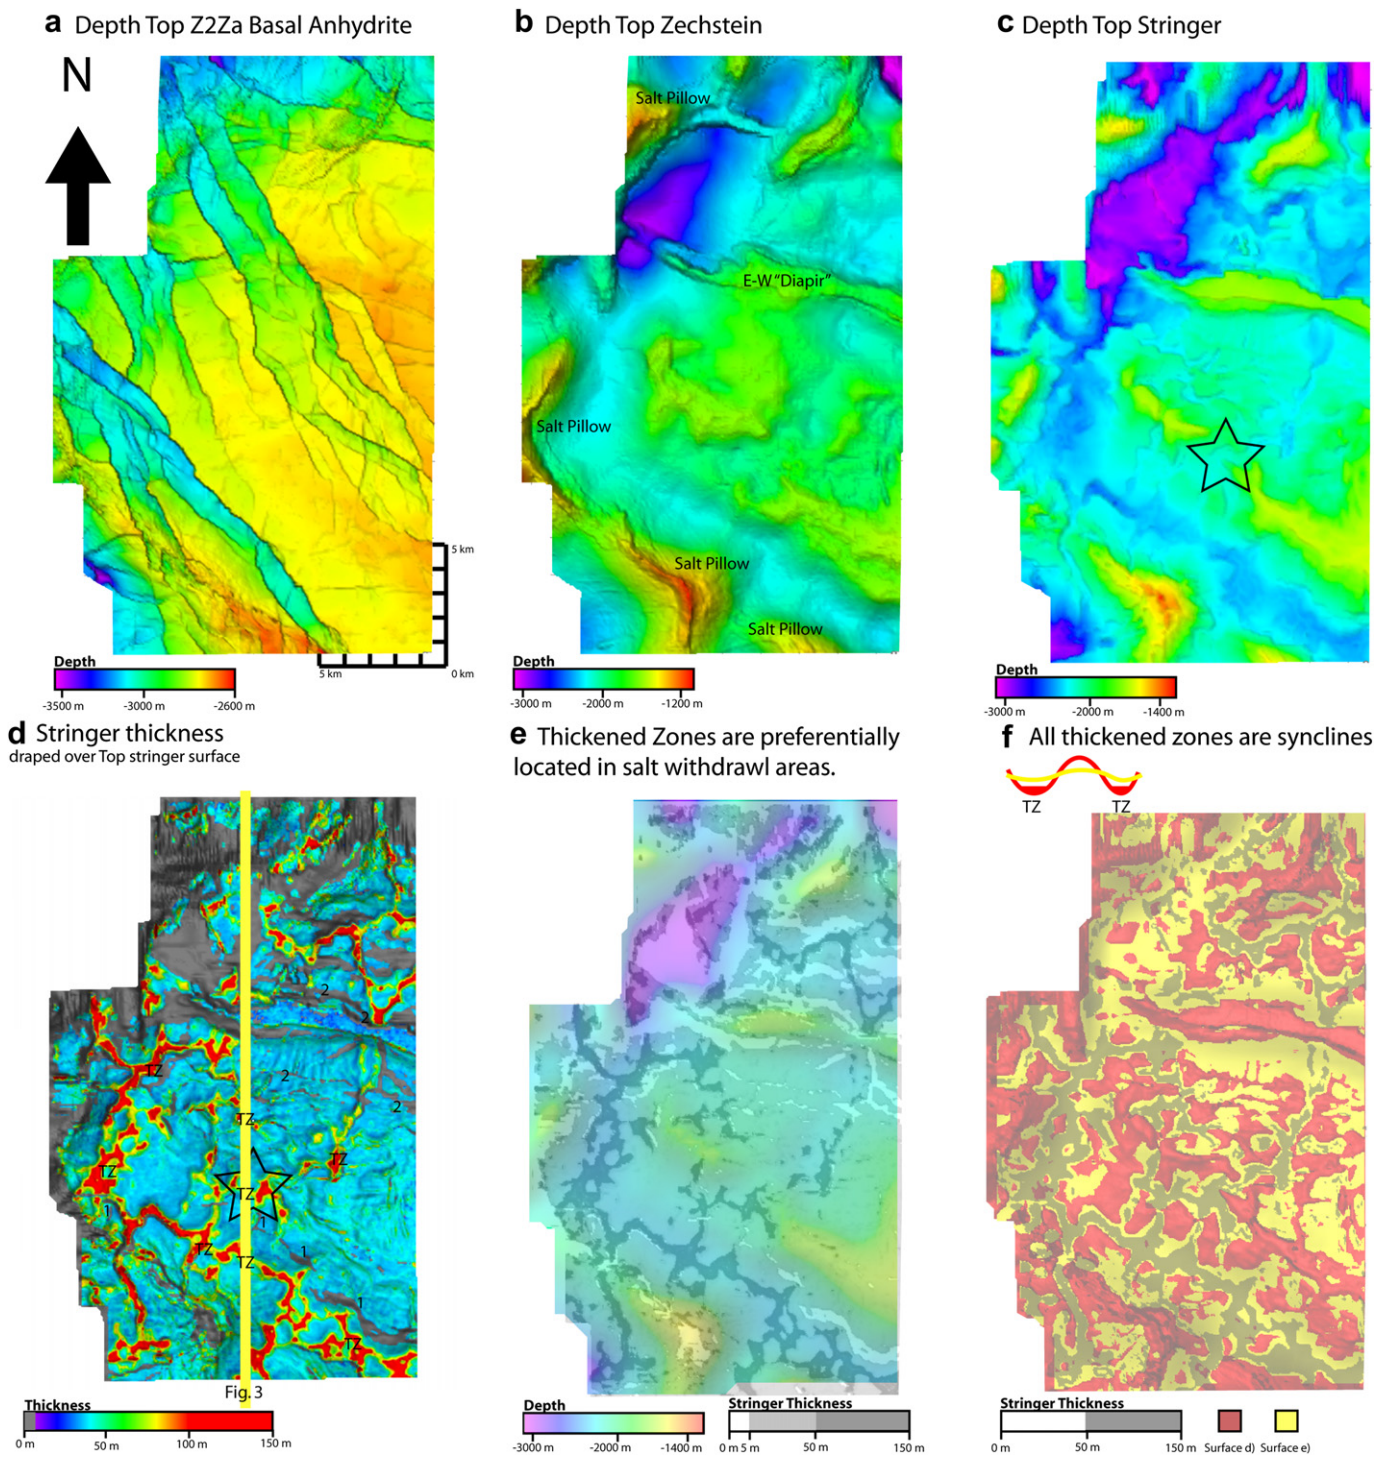 a Depth Top Z2Za Basal Anhydrite
N
5 km
5 km
0 km
Depth
-3500 m -3000 m -2600 m
b Depth Top Zechstein
Salt Pillow
E-W "Diapir"
Salt Pillow
Salt Pillow
Salt Pillow
Depth
-3000 m -2000 m -1200 m
c Depth Top Stringer
Depth
-3000 m -2000 m -1400 m
d Stringer thickness
draped over Top stringer surface
2
2
TZ
2
2
TZ
TZ
TZ
TZ
1
1
TZ
TZ
1
1
TZ
Fig. 3
Thickness
0 m 50 m 100 m 150 m
e Thickened Zones are preferentially
located in salt withdrawl areas.
Depth
-3000 m -2000 m -1400 m
Stringer Thickness
0 m 5 m 50 m 150 m
f All thickened zones are synclines
TZ TZ
Stringer Thickness
0 m 50 m 150 m
Surface d) Surface e)